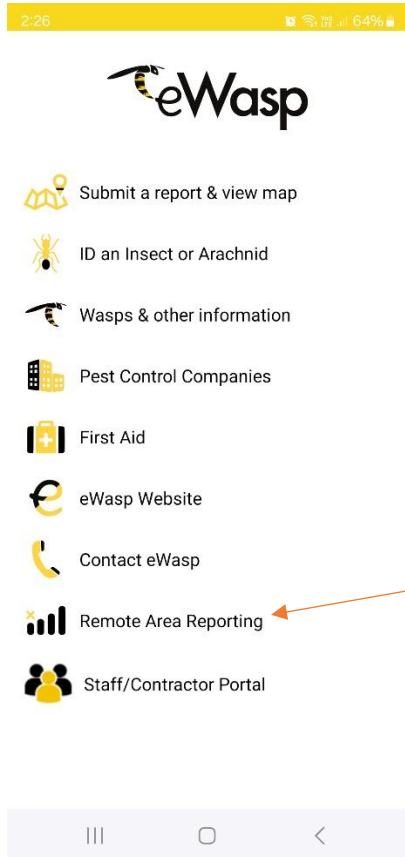 2:26 64%
eWasp
Submit a report & view map
ID an Insect or Arachnid
Wasps & other information
Pest Control Companies
First Aid
eWasp Website
Contact eWasp
Remote Area Reporting
Staff/Contractor Portal